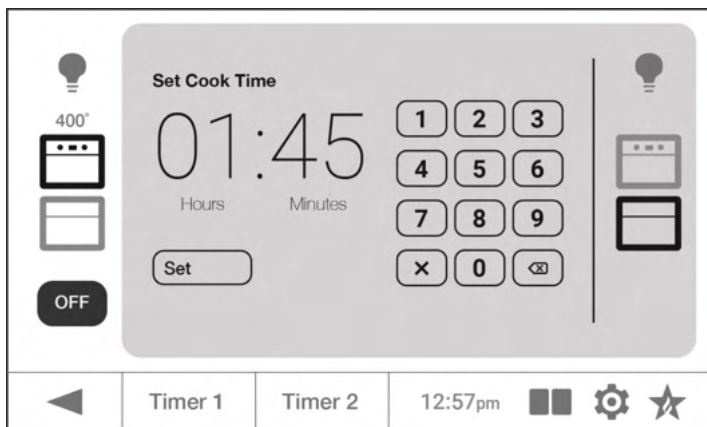 Set Cook Time
400°
01:45
Hours Minutes
1 2 3
4 5 6
7 8 9
× 0 ⌫
Set
OFF
Timer 1 Timer 2 12:57pm